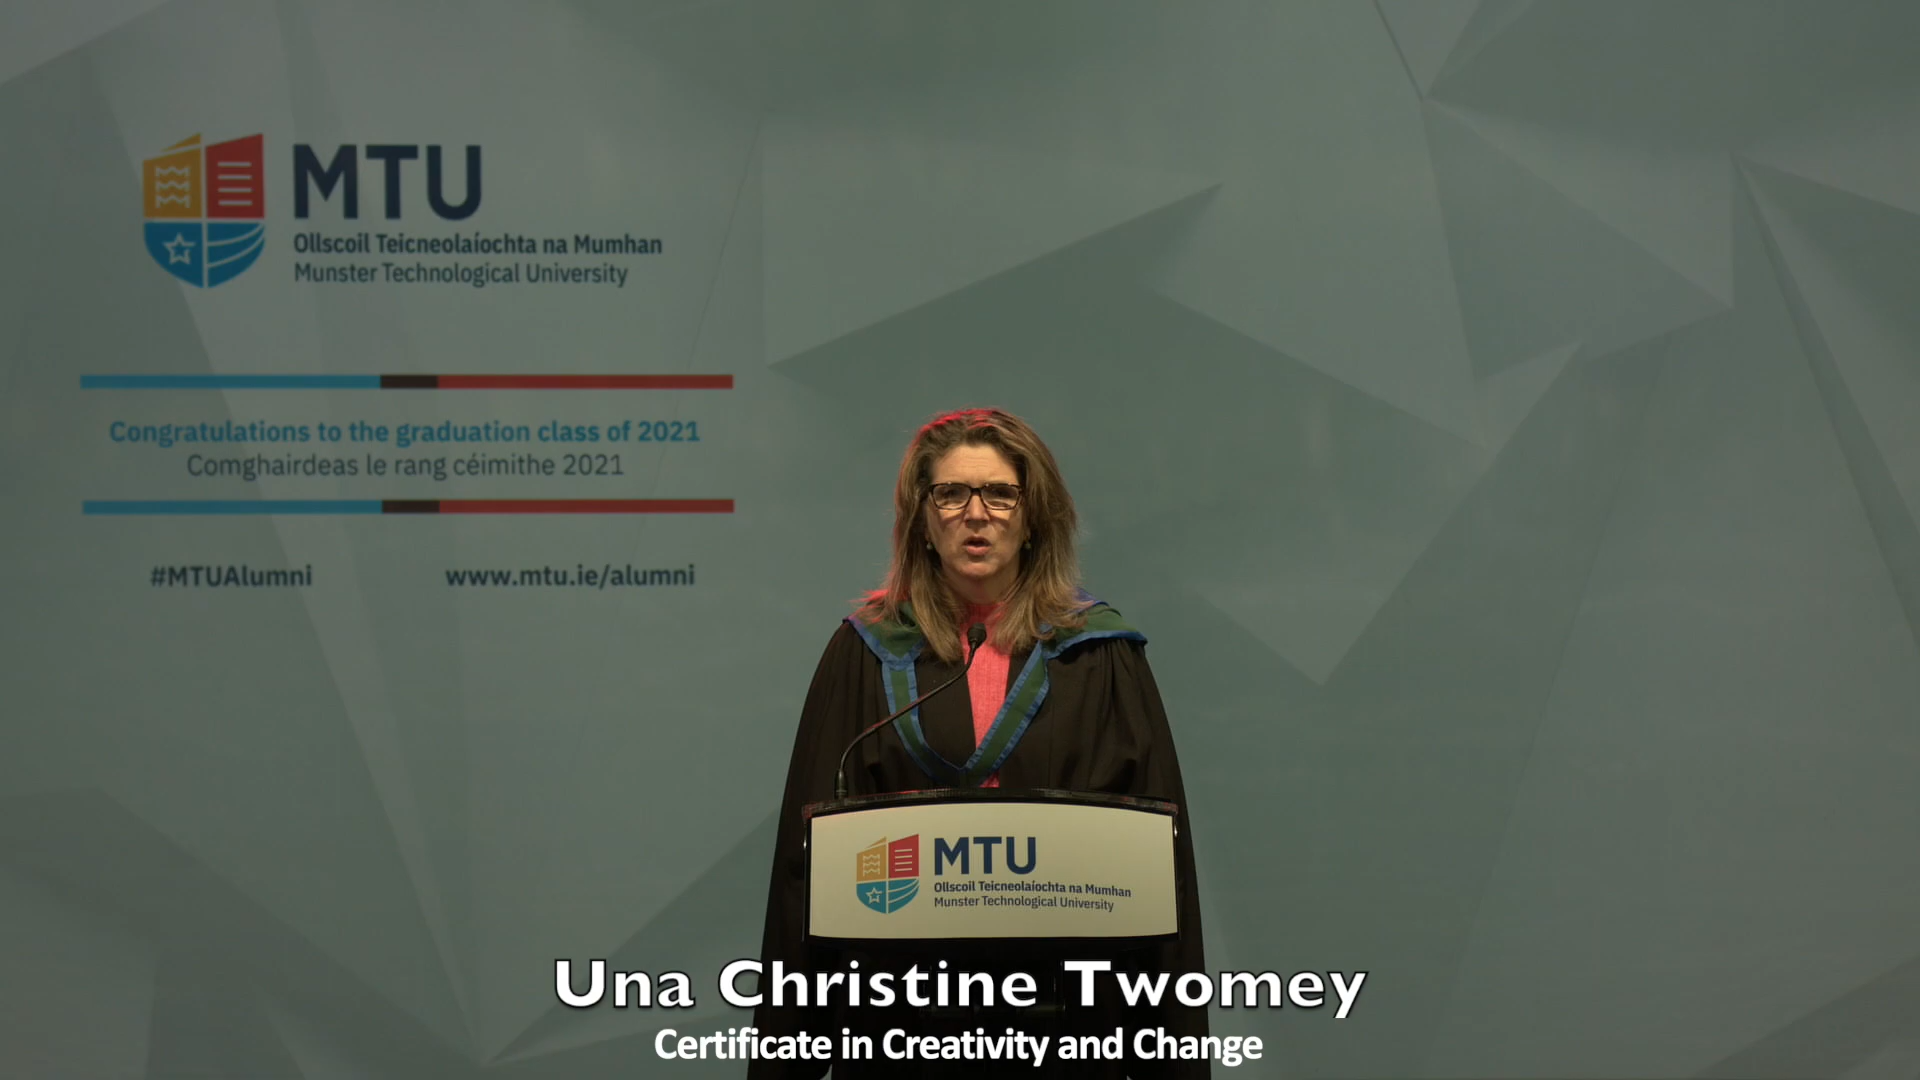 MTU
Ollscoil Teicneolaíochta na Mumhan
Munster Technological University
Congratulations to the graduation class of 2021
Comghairdeas le rang céimithe 2021
#MTUAlumni www.mtu.ie/alumni
MTU
Ollscoil Teicneolaíochta na Mumhan
Munster Technological University
Una Christine Twomey
Certificate in Creativity and Change